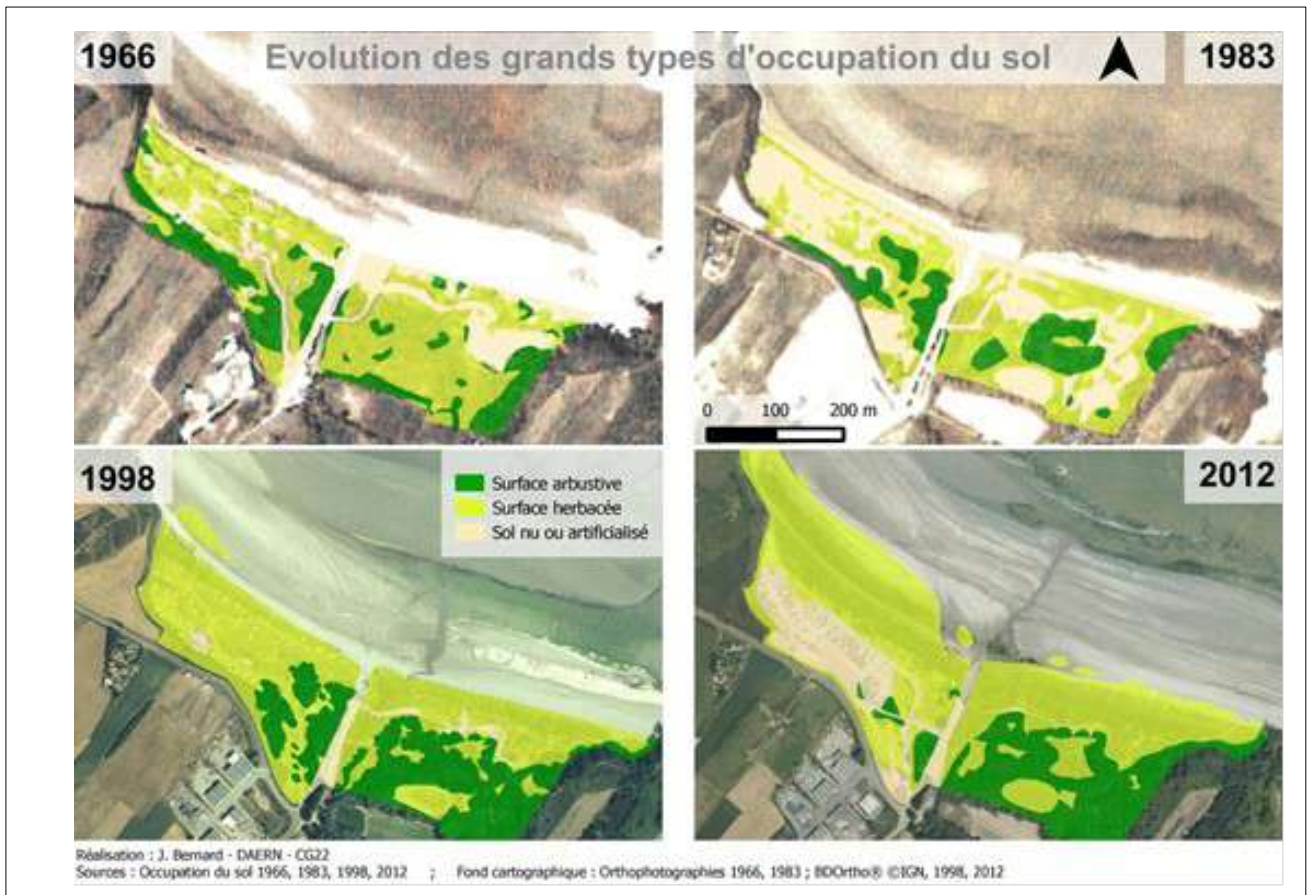 1966
Evolution des grands types d'occupation du sol
1983
0 100 200 m
1998
Surface arbustive
Surface herbacée
Sol nu ou artificialisé
2012
Réalisation : J. Bernard - DAERN - CG22
Sources : Occupation du sol 1966, 1983, 1998, 2012 ; Fond cartographique : Orthophotographies 1966, 1983 ; BDOrtho® ©IGN, 1998, 2012